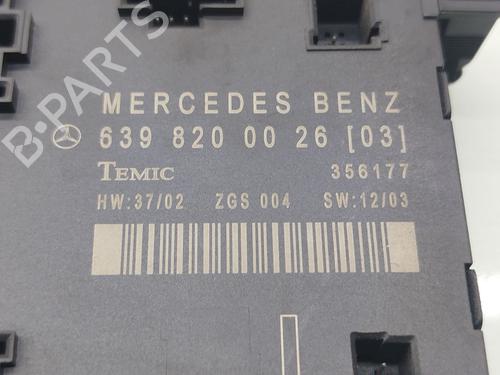 B-PARTS
MERCEDES BENZ
639 820 00 26 [03]
TEMIC 356177
HW:37/02 ZGS 004 SW:12/03